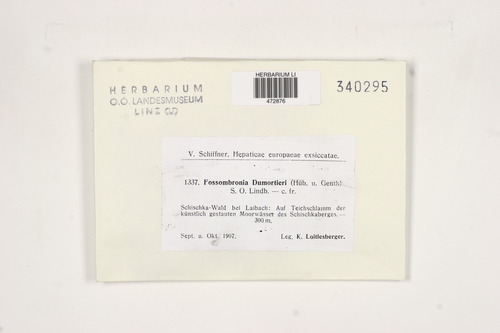 HERBARIUM
O.Ö. LANDESMUSEUM
LINZ
HERBARIUM LI
472876
340295
V. Schiffner, Hepaticae europaeae exsiccatae.
1337. Fossombronia Dumortieri (Hüb. u. Genth)
S. O. Lindb. — c. fr.
Schischka-Wald bei Laibach: Auf Teichschlamm der
künstlich gestauten Moorwässer des Schischkaberges. —
300 m.
Sept. u. Okt. 1907. Leg. K. Loitlesberger.